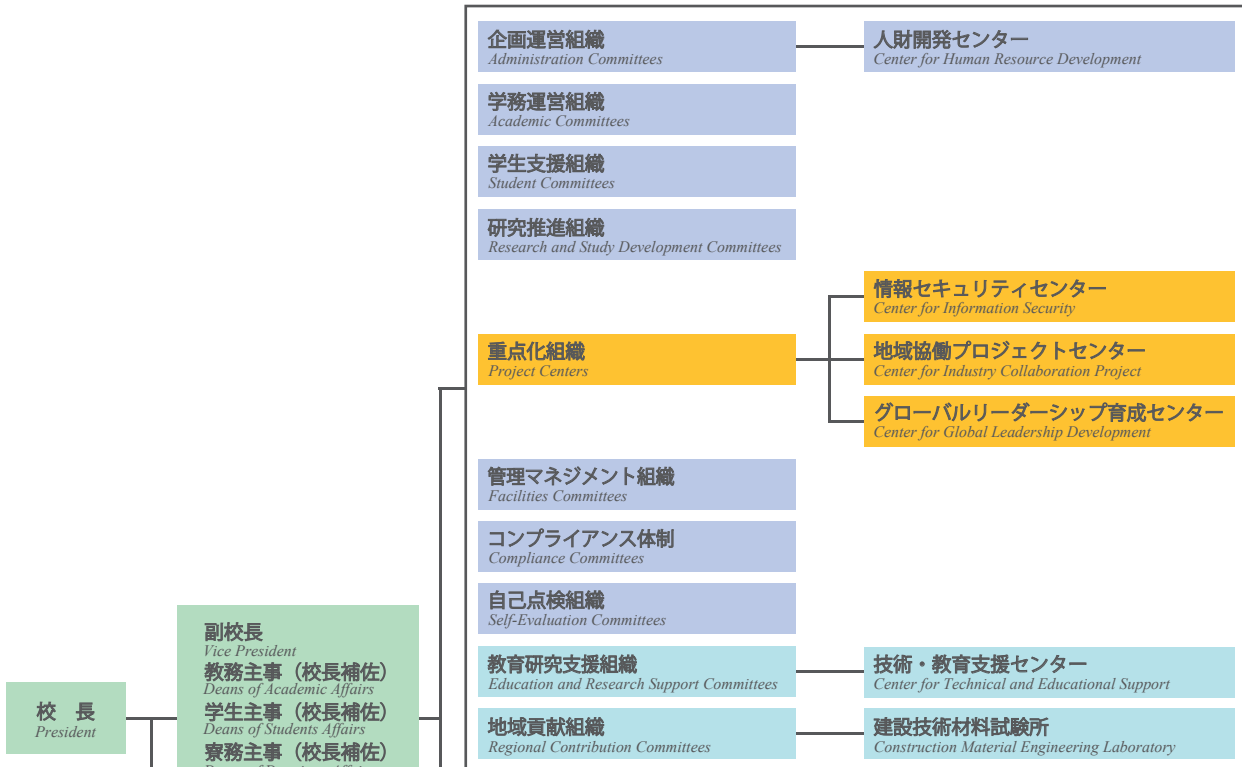 企画運営組織
Administration Committees
人財開発センター
Center for Human Resource Development
学務運営組織
Academic Committees
学生支援組織
Student Committees
研究推進組織
Research and Study Development Committees
情報セキュリティセンター
Center for Information Security
重点化組織
Project Centers
地域協働プロジェクトセンター
Center for Industry Collaboration Project
グローバルリーダーシップ育成センター
Center for Global Leadership Development
管理マネジメント組織
Facilities Committees
コンプライアンス体制
Compliance Committees
自己点検組織
Self-Evaluation Committees
教育研究支援組織
Education and Research Support Committees
技術・教育支援センター
Center for Technical and Educational Support
地域貢献組織
Regional Contribution Committees
建設技術材料試験所
Construction Material Engineering Laboratory
校 長
President
副校長
Vice President
教務主事（校長補佐）
Deans of Academic Affairs
学生主事（校長補佐）
Deans of Students Affairs
寮務主事（校長補佐）